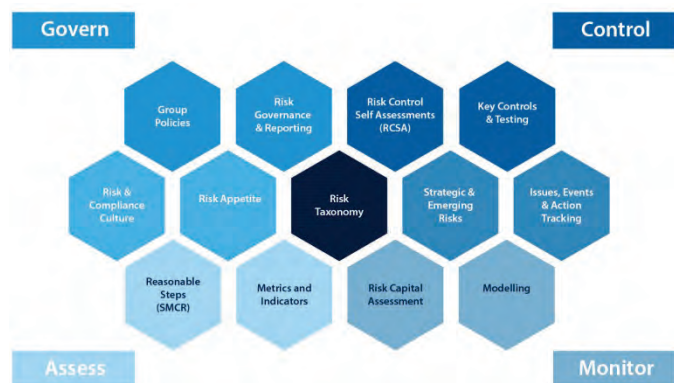 Govern
Control
Group
Policies
Risk
Governance
& Reporting
Risk Control
Self Assessments
(RCSA)
Key Controls
& Testing
Risk &
Compliance
Culture
Risk Appetite
Risk
Taxonomy
Strategic &
Emerging
Risks
Issues, Events
& Action
Tracking
Reasonable
Steps
(SMCR)
Metrics and
Indicators
Risk Capital
Assessment
Modelling
Assess
Monitor